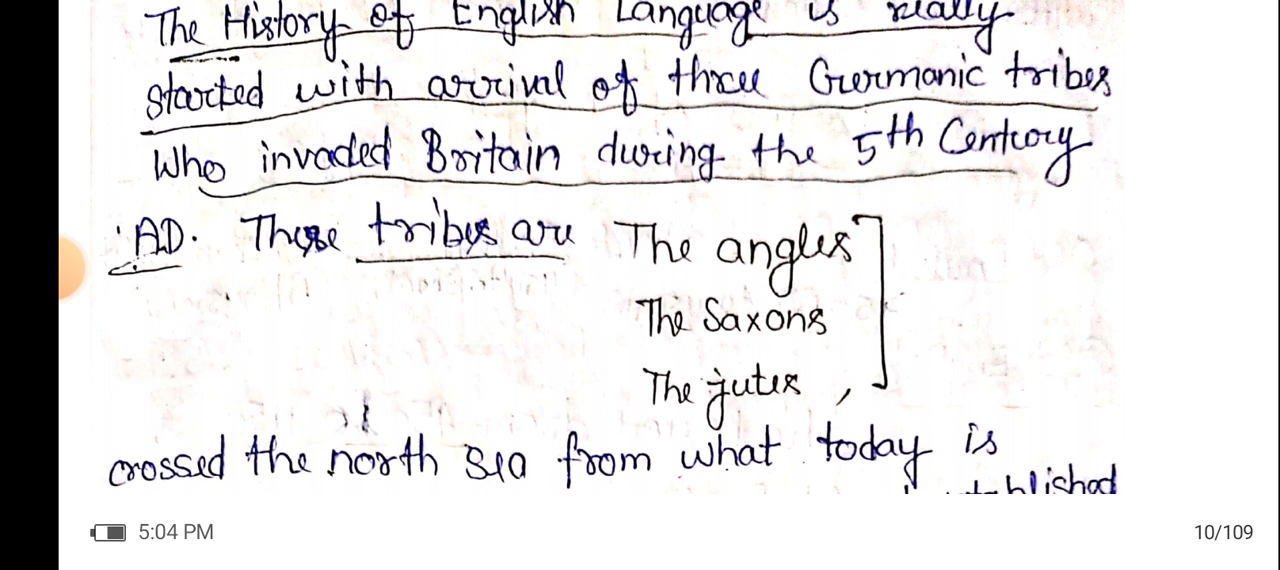 The History of English Language is really
started with arrival of three Germanic tribes
Who invaded Britain during the 5th Century
AD. These tribes are The angles
The Saxons
The jutes ,
crossed the north sea from what today is
5:04 PM
10/109